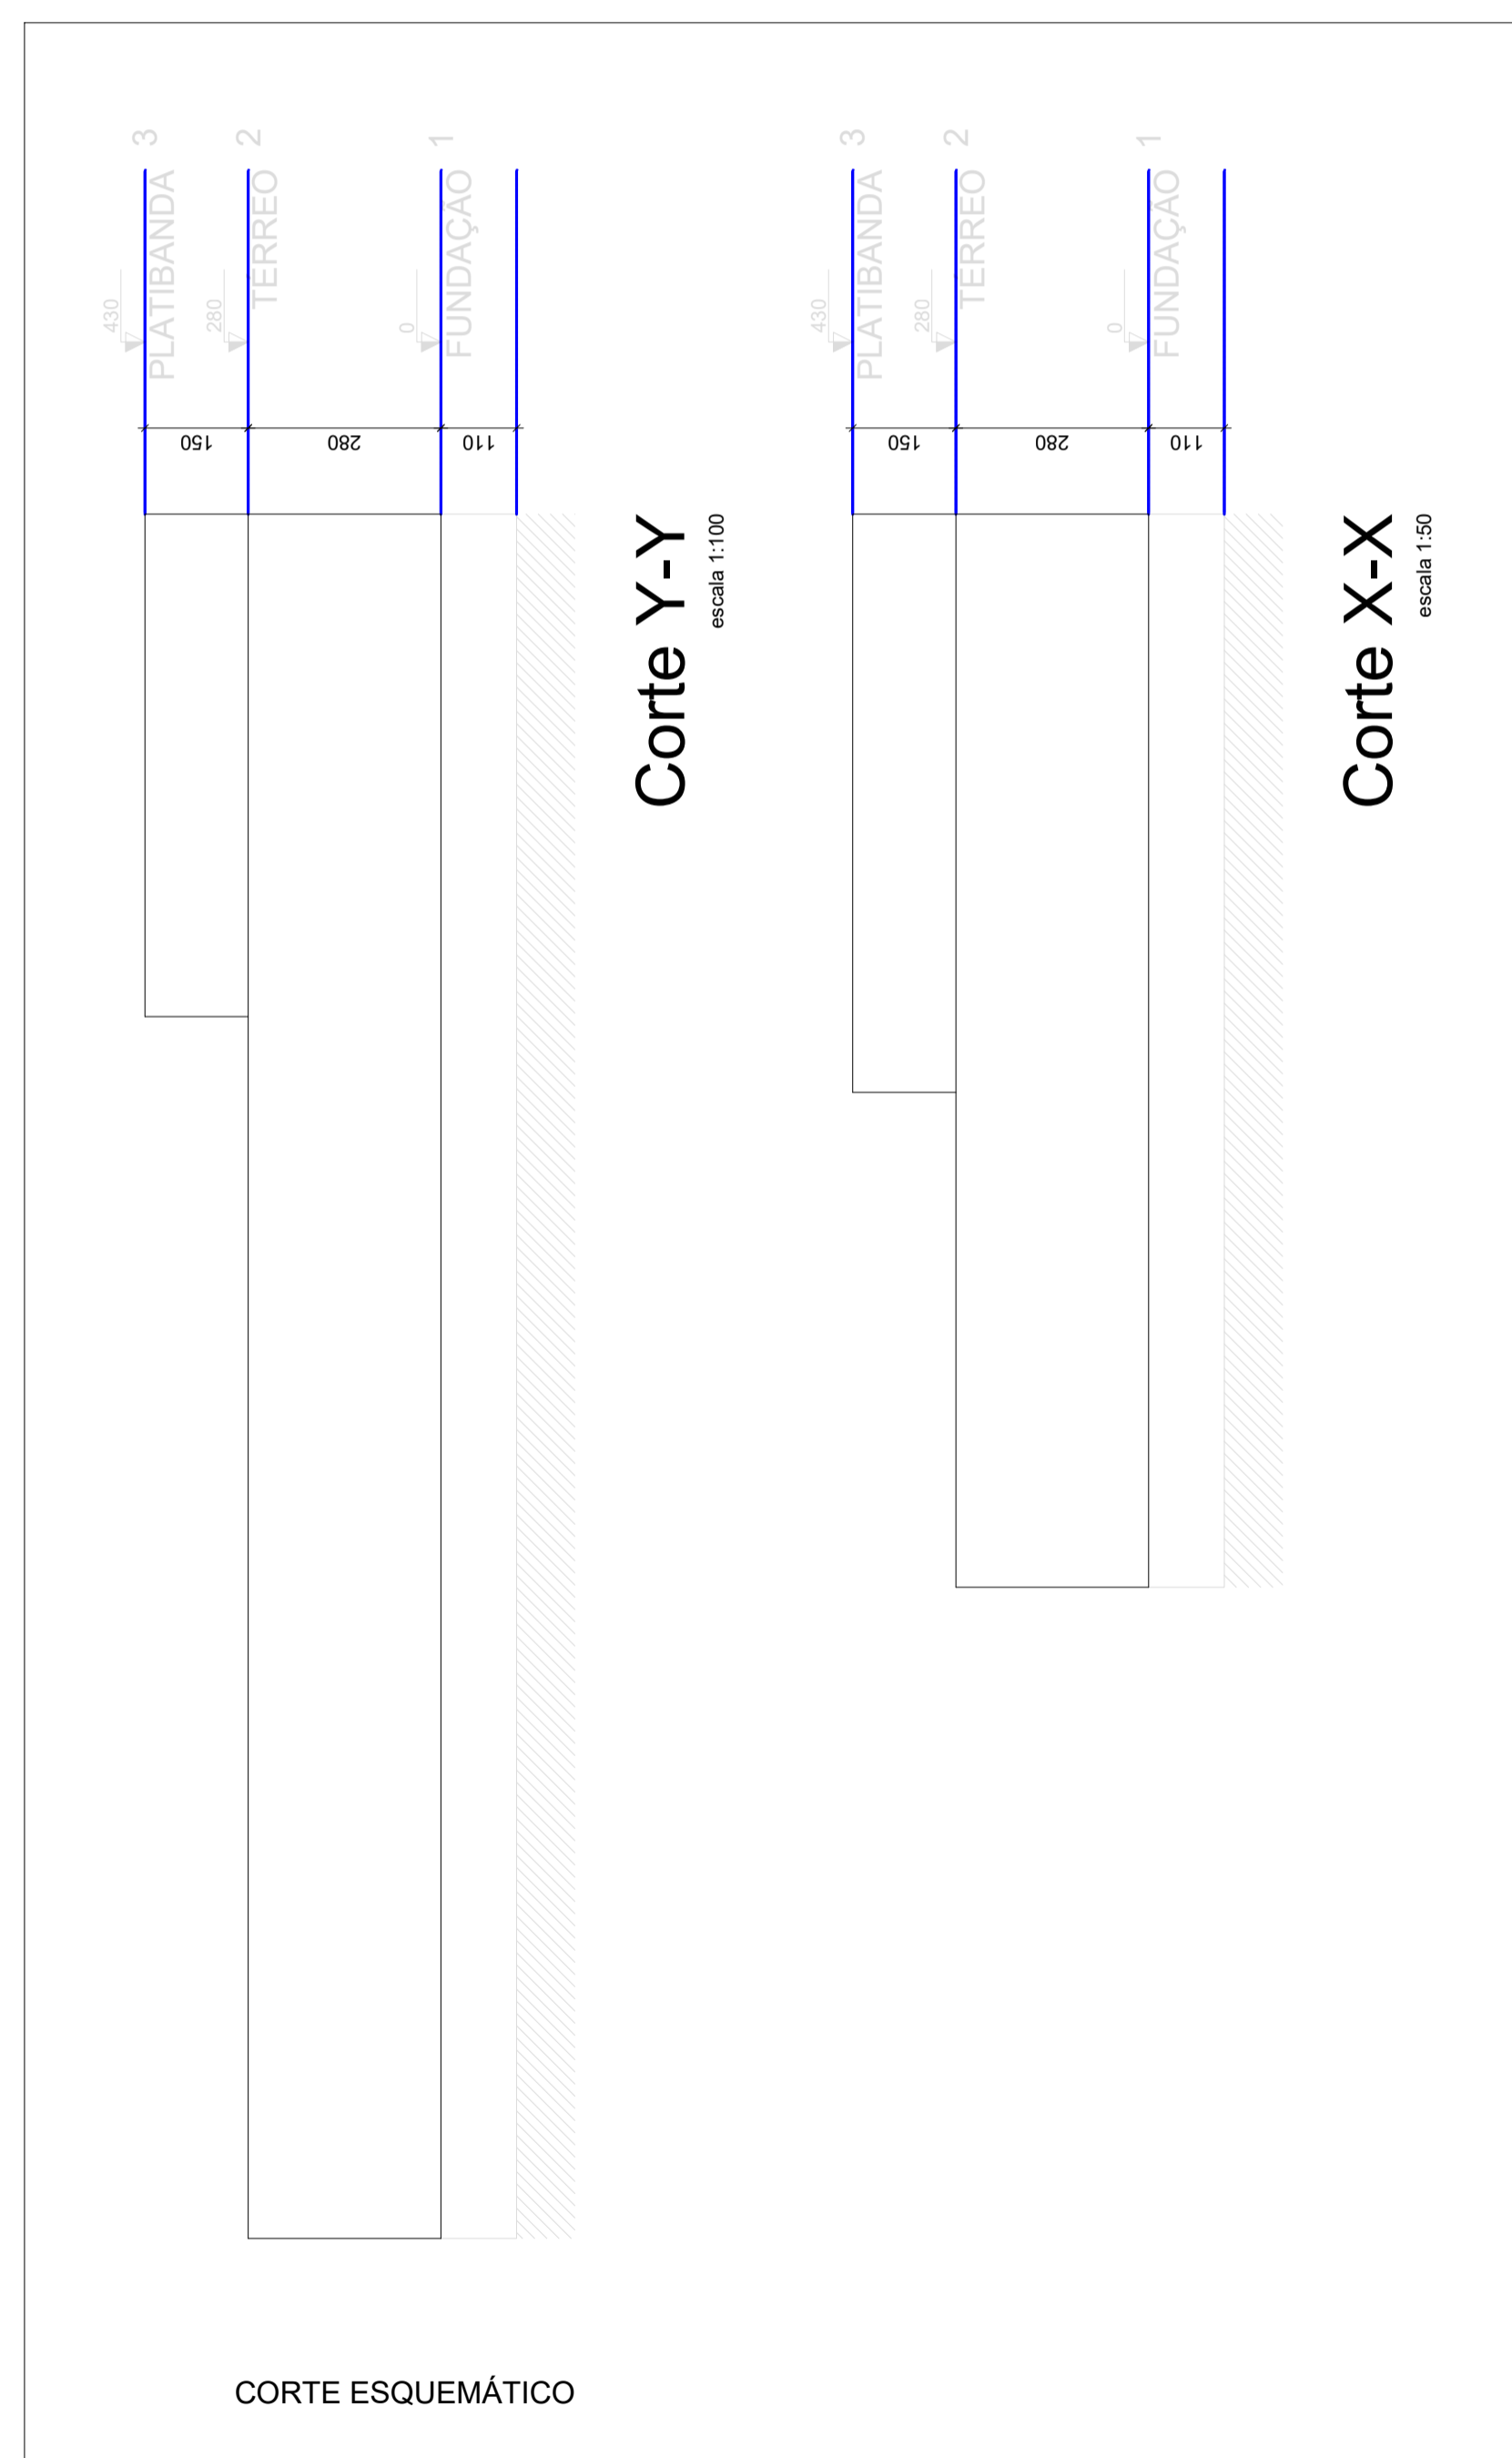 3
PLATIBANDA
430
2
TERREO
280
1
FUNDAÇÃO
0
150
280
110
Corte Y-Y
escala 1:100
3
PLATIBANDA
430
2
TERREO
280
1
FUNDAÇÃO
0
150
280
110
Corte X-X
escala 1:50
CORTE ESQUEMÁTICO